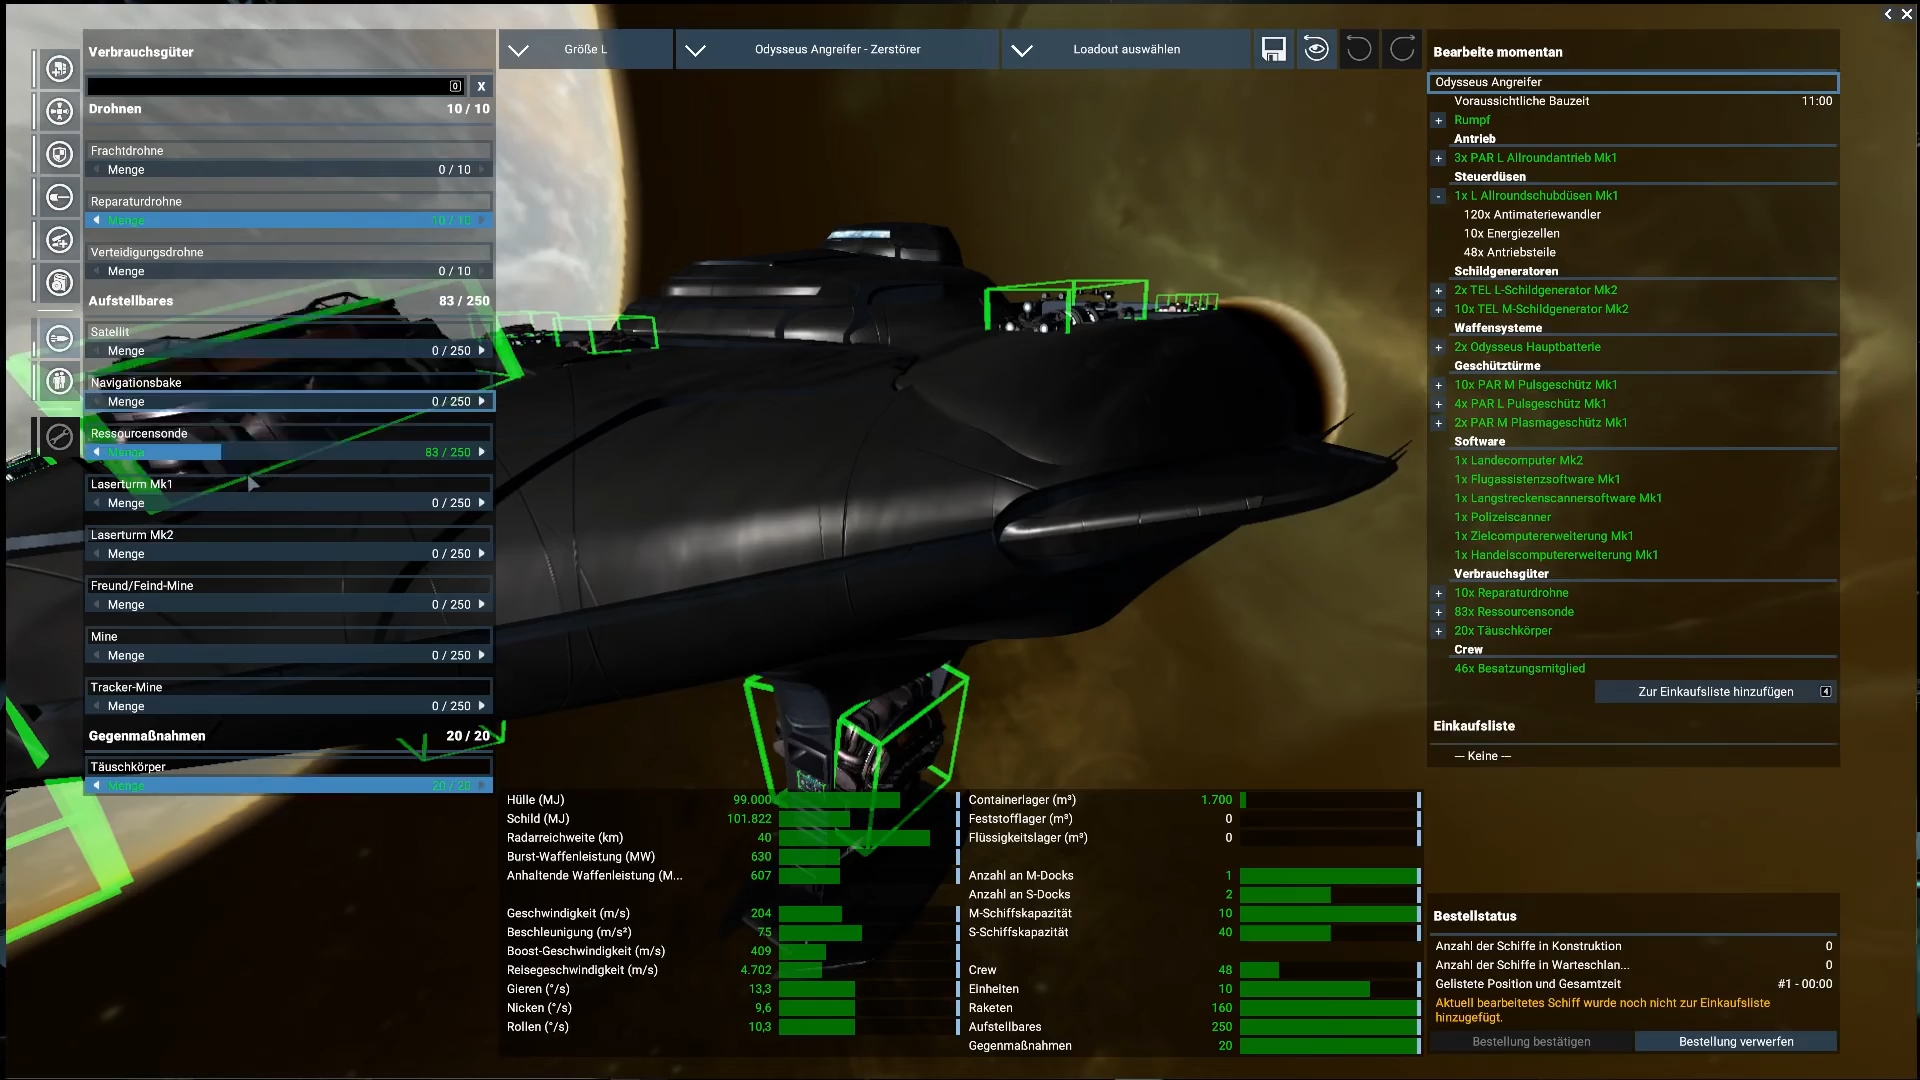 Verbrauchsgüter
0
X
Drohnen 10 / 10
Frachtdrohne
Menge 0 / 10
Reparaturdrohne
Menge 10 / 10
Verteidigungsdrohne
Menge 0 / 10
Aufstellbares 83 / 250
Satellit
Menge 0 / 250
Navigationsbake
Menge 0 / 250
Ressourcensonde
Menge 83 / 250
Laserturm Mk1
Menge 0 / 250
Laserturm Mk2
Menge 0 / 250
Freund/Feind-Mine
Menge 0 / 250
Mine
Menge 0 / 250
Tracker-Mine
Menge 0 / 250
Gegenmaßnahmen 20 / 20
Täuschkörper
Menge 20 / 20
Größe L
Odysseus Angreifer - Zerstörer
Loadout auswählen
Hülle (MJ) 99.000
Schild (MJ) 101.822
Radarreichweite (km) 40
Burst-Waffenleistung (MW) 630
Anhaltende Waffenleistung (M... 607
Geschwindigkeit (m/s) 204
Beschleunigung (m/s²) 75
Boost-Geschwindigkeit (m/s) 409
Reisegeschwindigkeit (m/s) 4.702
Gieren (°/s) 13,3
Nicken (°/s) 9,6
Rollen (°/s) 10,3
Containerlager (m³) 1.700
Feststofflager (m³) 0
Flüssigkeitslager (m³) 0
Anzahl an M-Docks 1
Anzahl an S-Docks 2
M-Schiffskapazität 10
S-Schiffskapazität 40
Crew 48
Einheiten 10
Raketen 160
Aufstellbares 250
Gegenmaßnahmen 20
Bearbeite momentan
Odysseus Angreifer
Voraussichtliche Bauzeit 11:00
+ Rumpf
Antrieb
+ 3x PAR L Allroundantrieb Mk1
Steuerdüsen
- 1x L Allroundschubdüsen Mk1
120x Antimateriewandler
10x Energiezellen
48x Antriebsteile
Schildgeneratoren
+ 2x TEL L-Schildgenerator Mk2
+ 10x TEL M-Schildgenerator Mk2
Waffensysteme
+ 2x Odysseus Hauptbatterie
Geschütztürme
+ 10x PAR M Pulsgeschütz Mk1
+ 4x PAR L Pulsgeschütz Mk1
+ 2x PAR M Plasmageschütz Mk1
Software
1x Landecomputer Mk2
1x Flugassistenzsoftware Mk1
1x Langstreckenscannersoftware Mk1
1x Polizeiscanner
1x Zielcomputererweiterung Mk1
1x Handelscomputererweiterung Mk1
Verbrauchsgüter
+ 10x Reparaturdrohne
+ 83x Ressourcensonde
+ 20x Täuschkörper
Crew
46x Besatzungsmitglied
Zur Einkaufsliste hinzufügen 4
Einkaufsliste
— Keine —
Bestellstatus
Anzahl der Schiffe in Konstruktion 0
Anzahl der Schiffe in Warteschlan... 0
Gelistete Position und Gesamtzeit #1 - 00:00
Aktuell bearbeitetes Schiff wurde noch nicht zur Einkaufsliste
hinzugefügt.
Bestellung bestätigen
Bestellung verwerfen